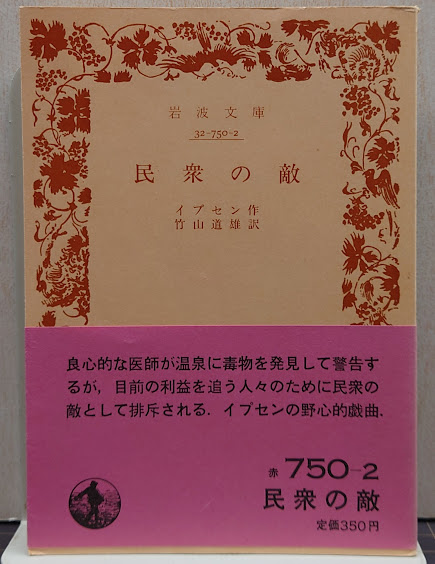 岩波文庫
32-750-2
民衆の敵
イプセン作
竹山道雄訳
良心的な医師が温泉に毒物を発見して警告す
るが，目前の利益を追う人々のために民衆の
敵として排斥される．イプセンの野心的戯曲．
赤 750-2
民衆の敵
定価350円